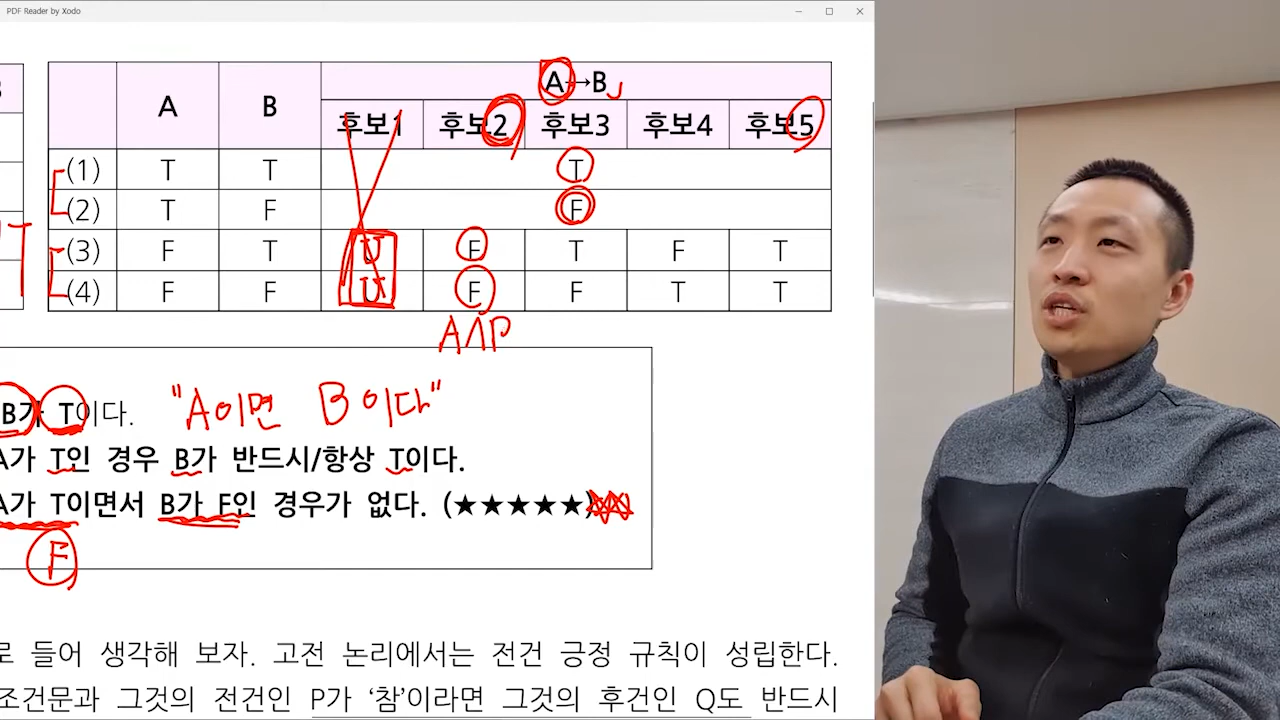 PDF Reader by Xodo
A B A→B
후보1 후보2 후보3 후보4 후보5
(1) T T T
(2) T F F
(3) F T U F T F T
(4) F F U F F T T
T
A∧P
B가 T이다. "A이면 B이다"
A가 T인 경우 B가 반드시/항상 T이다.
A가 T이면서 B가 F인 경우가 없다. (★★★★★)
F
로 들어 생각해 보자. 고전 논리에서는 전건 긍정 규칙이 성립한다.
조건문과 그것의 전건인 P가 ‘참’이라면 그것의 후건인 Q도 반드시